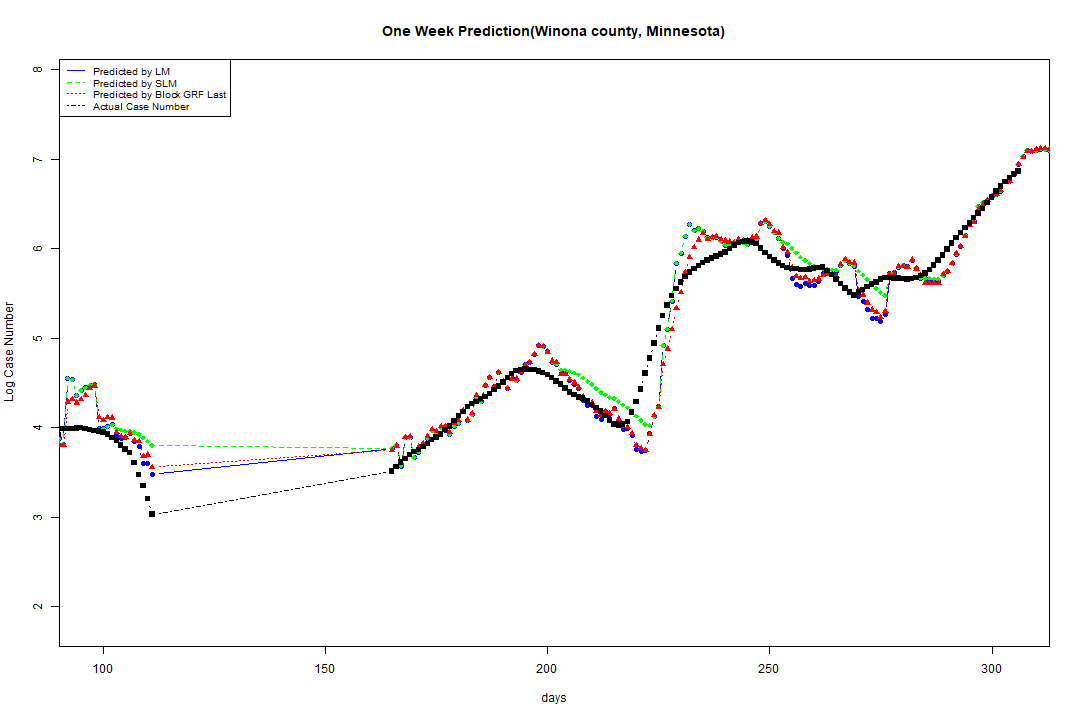 One Week Prediction(Winona county, Minnesota)
Predicted by LM
Predicted by SLM
Predicted by Block GRF Last
Actual Case Number
8
7
6
5
4
3
2
Log Case Number
100 150 200 250 300
days